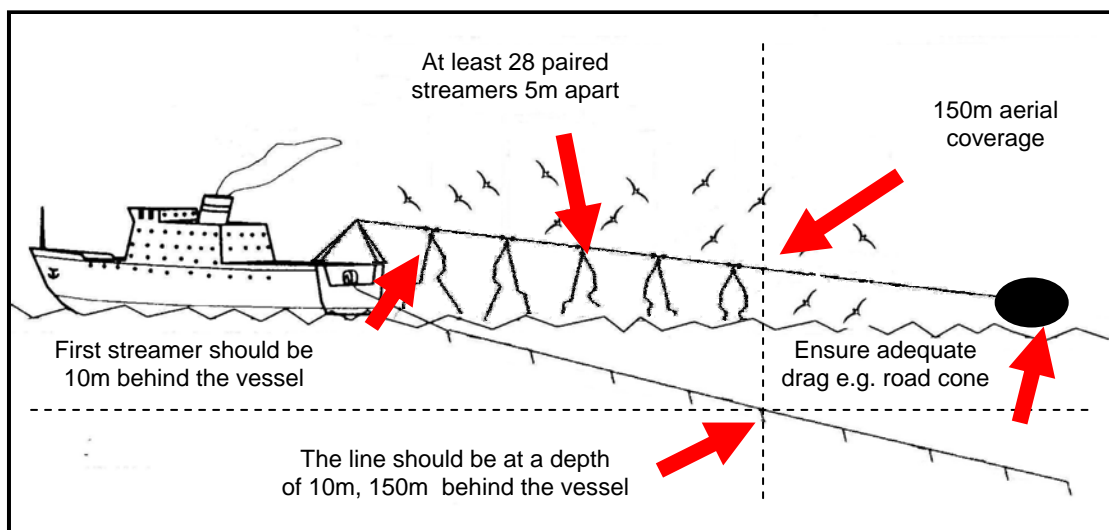 At least 28 paired
streamers 5m apart
150m aerial
coverage
First streamer should be
10m behind the vessel
Ensure adequate
drag e.g. road cone
The line should be at a depth
of 10m, 150m  behind the vessel